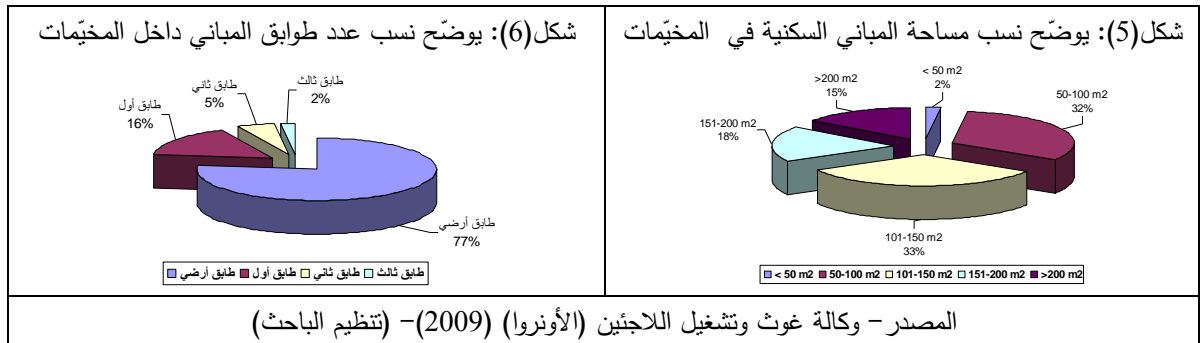 شكل(5): يوضّح نسب مساحة المباني السكنية في المخيّمات
< 50 m2
2%
50-100 m2
32%
101-150 m2
33%
151-200 m2
18%
>200 m2
15%
< 50 m2 50-100 m2 101-150 m2 151-200 m2 >200 m2
شكل(6): يوضّح نسب عدد طوابق المباني داخل المخيّمات
طابق ثالث
2%
طابق ثاني
5%
طابق أول
16%
طابق أرضي
77%
طابق أرضي طابق أول طابق ثاني طابق ثالث
المصدر- وكالة غوث وتشغيل اللاجئين (الأونروا) (2009)- (تنظيم الباحث)